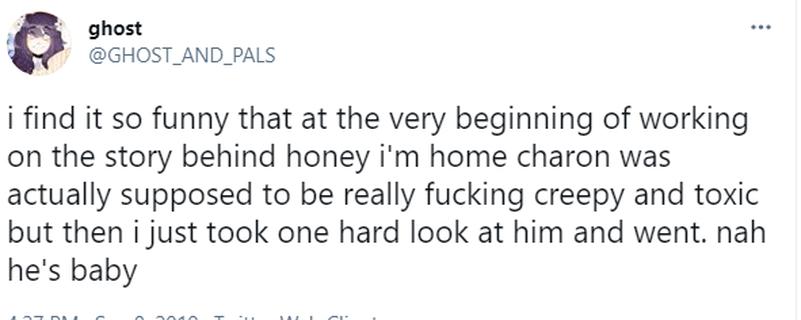 ghost
@GHOST_AND_PALS
i find it so funny that at the very beginning of working
on the story behind honey i'm home charon was
actually supposed to be really fucking creepy and toxic
but then i just took one hard look at him and went. nah
he's baby